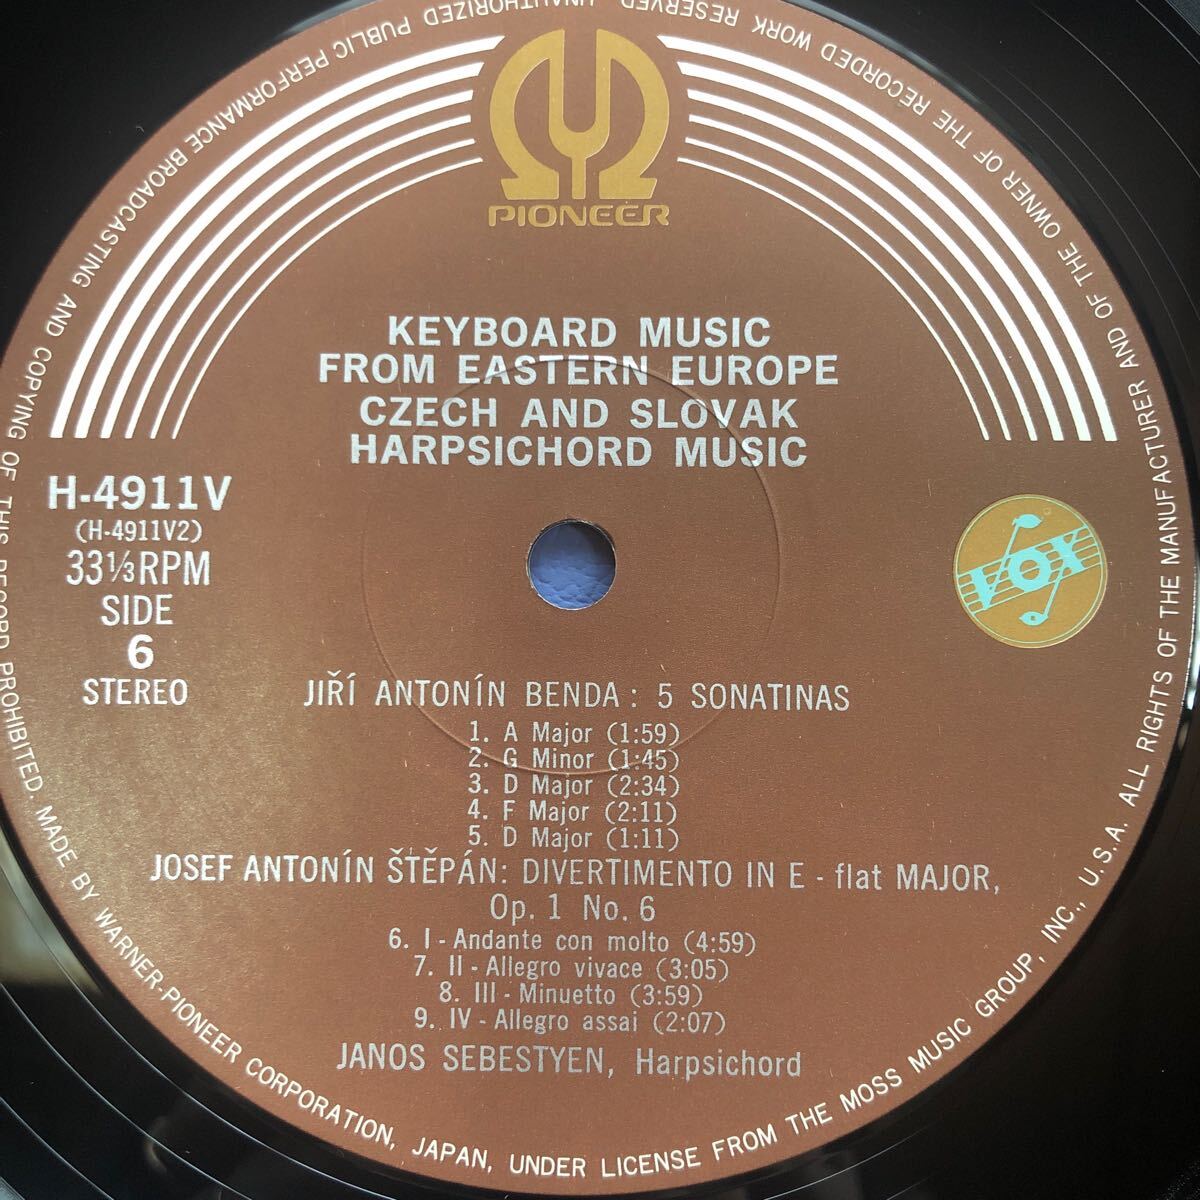 PIONEER
KEYBOARD MUSIC
FROM EASTERN EUROPE
CZECH AND SLOVAK
HARPSICHORD MUSIC
H-4911V
(H-4911V2)
33⅓RPM
SIDE
6
STEREO
VOX
JIŘÍ ANTONÍN BENDA : 5 SONATINAS
1. A Major (1:59)
2. G Minor (1:45)
3. D Major (2:34)
4. F Major (2:11)
5. D Major (1:11)
JOSEF ANTONÍN ŠTĚPÁN: DIVERTIMENTO IN E - flat MAJOR,
Op. 1 No. 6
6. I - Andante con molto (4:59)
7. II - Allegro vivace (3:05)
8. III - Minuetto (3:59)
9. IV - Allegro assai (2:07)
JANOS SEBESTYEN, Harpsichord
MADE BY WARNER-PIONEER CORPORATION, JAPAN, UNDER LICENSE FROM THE MOSS MUSIC GROUP, INC., U.S.A. ALL RIGHTS OF THE MANUFACTURER AND OF THE OWNER OF THE RECORDED WORK RESERVED UNAUTHORIZED PUBLIC PERFORMANCE BROADCASTING AND COPYING OF THIS RECORD PROHIBITED.